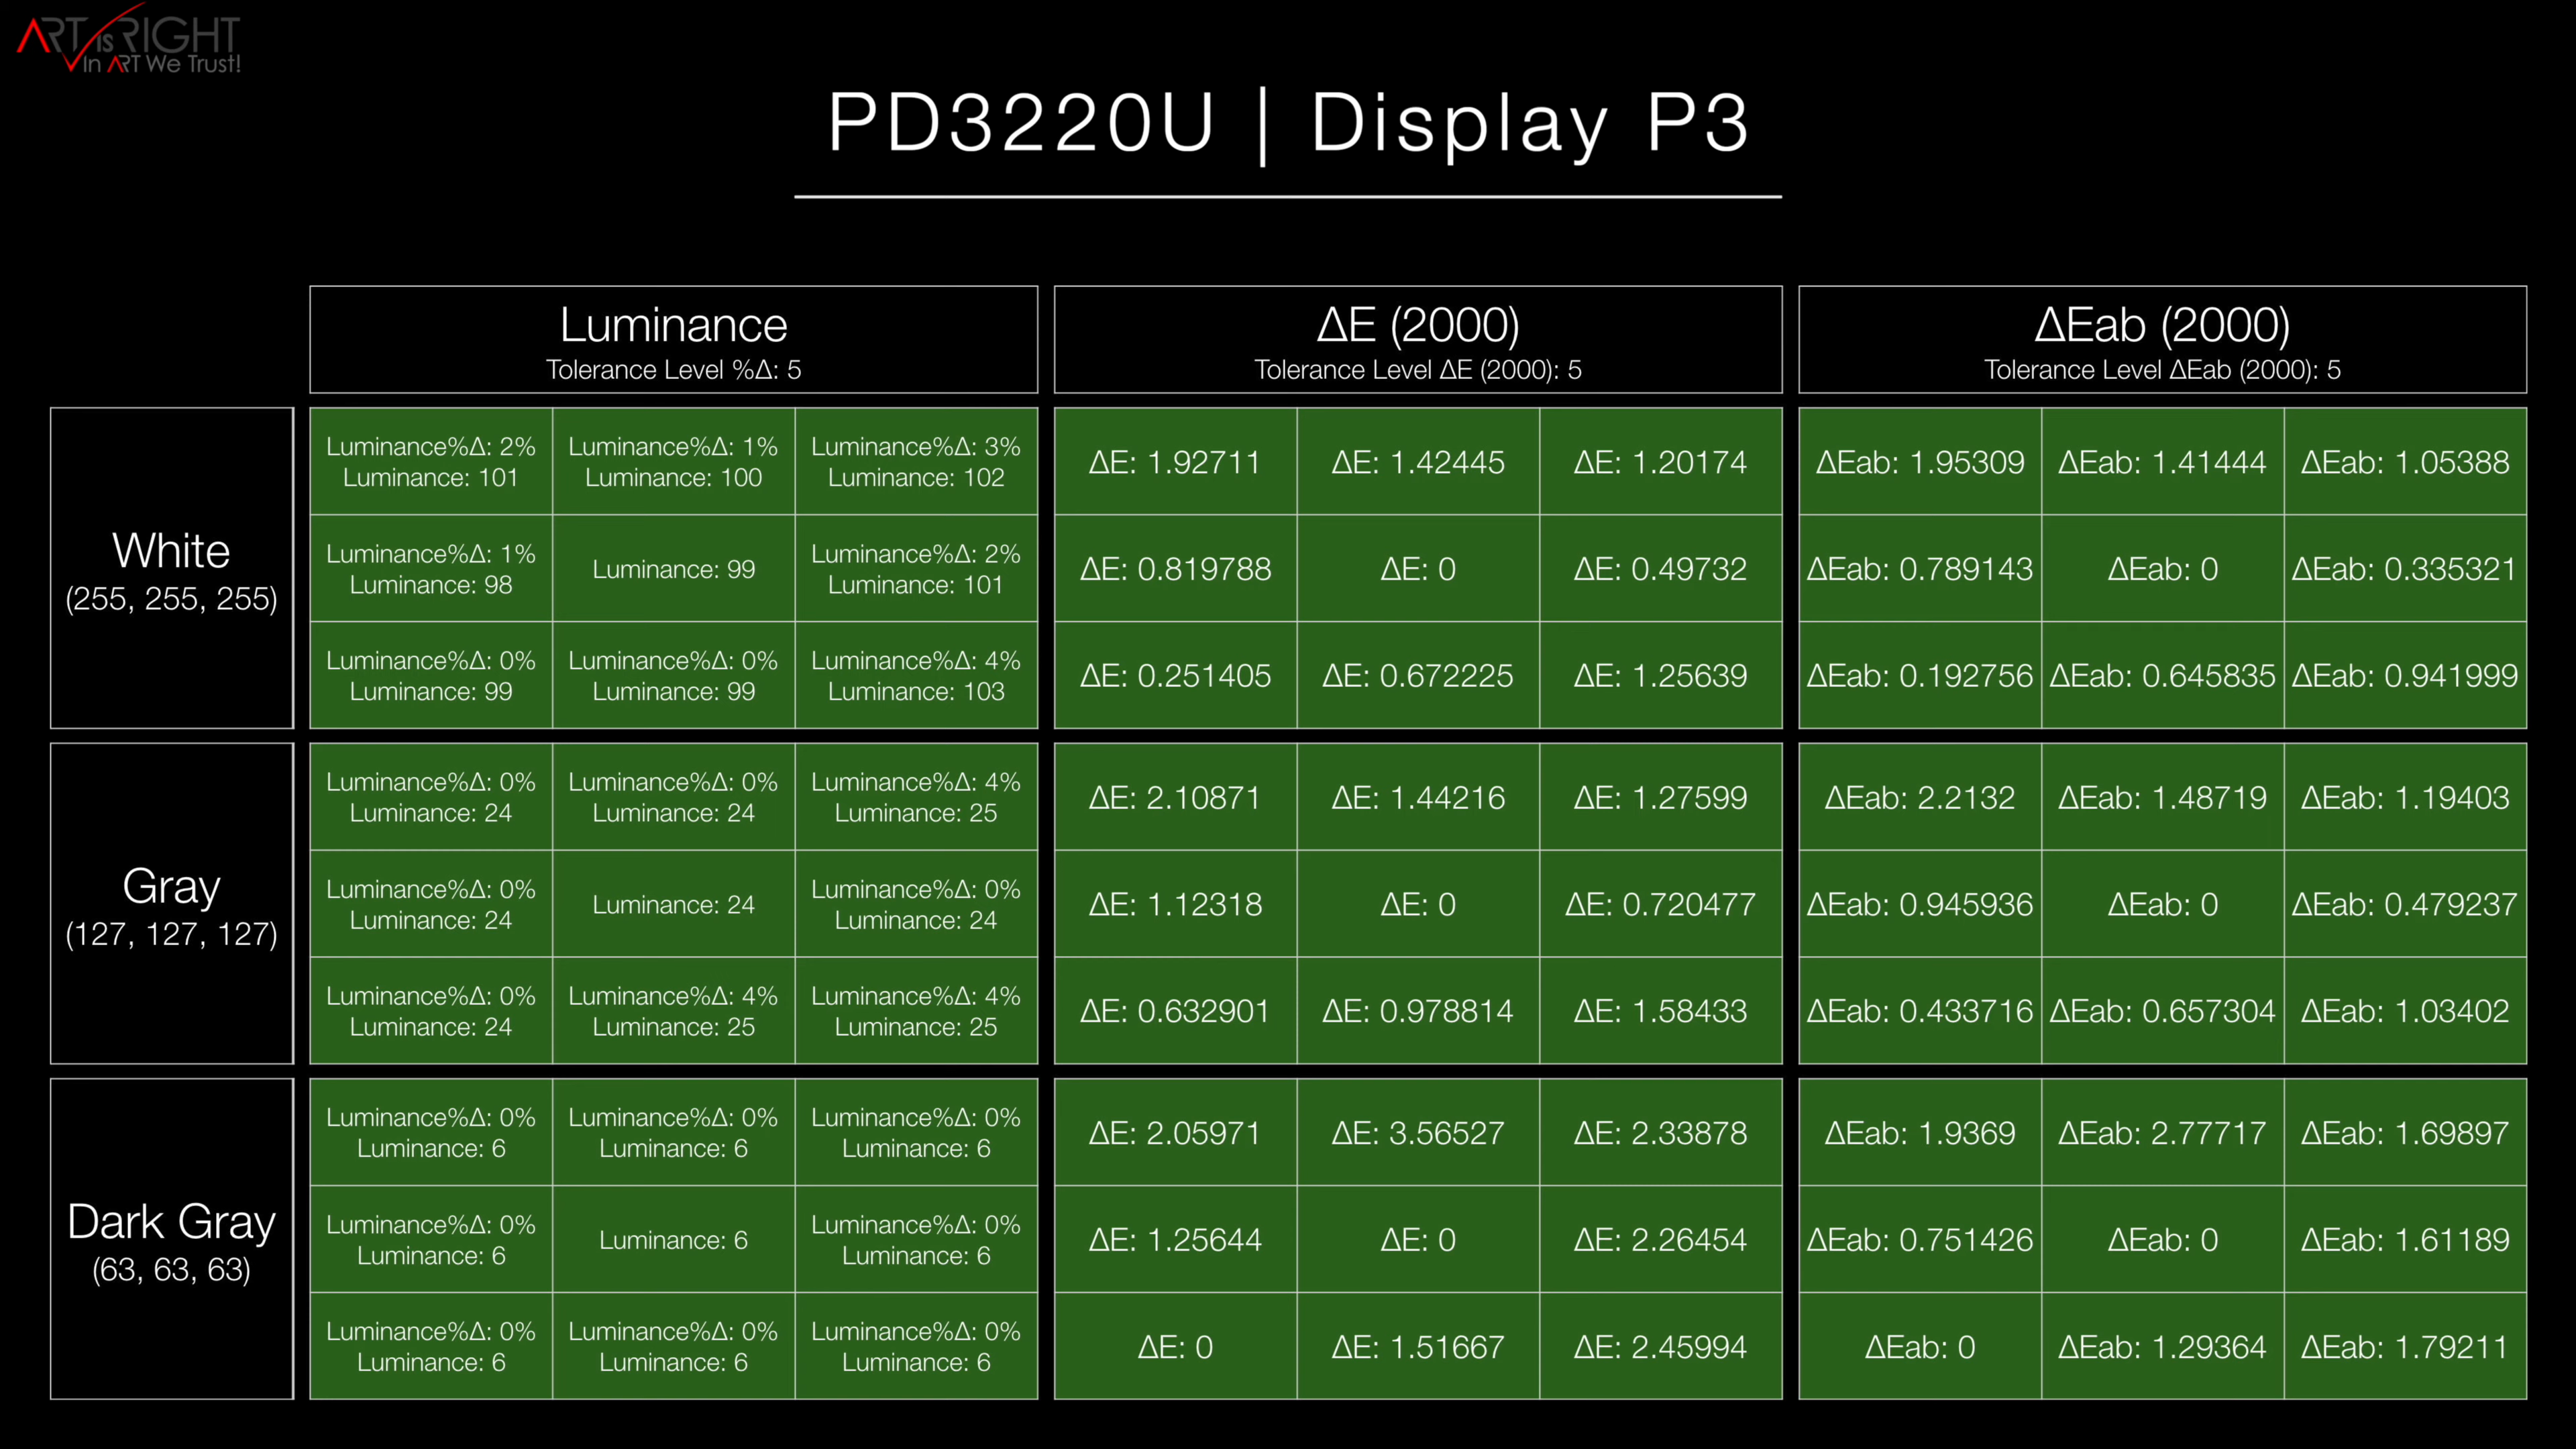 ART is RIGHT
In ART We Trust!
PD3220U | Display P3
Luminance
Tolerance Level %Δ: 5
ΔE (2000)
Tolerance Level ΔE (2000): 5
ΔEab (2000)
Tolerance Level ΔEab (2000): 5
White
(255, 255, 255)
Luminance%Δ: 2%
Luminance: 101
Luminance%Δ: 1%
Luminance: 100
Luminance%Δ: 3%
Luminance: 102
ΔE: 1.92711
ΔE: 1.42445
ΔE: 1.20174
ΔEab: 1.95309
ΔEab: 1.41444
ΔEab: 1.05388
Luminance%Δ: 1%
Luminance: 98
Luminance: 99
Luminance%Δ: 2%
Luminance: 101
ΔE: 0.819788
ΔE: 0
ΔE: 0.49732
ΔEab: 0.789143
ΔEab: 0
ΔEab: 0.335321
Luminance%Δ: 0%
Luminance: 99
Luminance%Δ: 0%
Luminance: 99
Luminance%Δ: 4%
Luminance: 103
ΔE: 0.251405
ΔE: 0.672225
ΔE: 1.25639
ΔEab: 0.192756
ΔEab: 0.645835
ΔEab: 0.941999
Gray
(127, 127, 127)
Luminance%Δ: 0%
Luminance: 24
Luminance%Δ: 0%
Luminance: 24
Luminance%Δ: 4%
Luminance: 25
ΔE: 2.10871
ΔE: 1.44216
ΔE: 1.27599
ΔEab: 2.2132
ΔEab: 1.48719
ΔEab: 1.19403
Luminance%Δ: 0%
Luminance: 24
Luminance: 24
Luminance%Δ: 0%
Luminance: 24
ΔE: 1.12318
ΔE: 0
ΔE: 0.720477
ΔEab: 0.945936
ΔEab: 0
ΔEab: 0.479237
Luminance%Δ: 0%
Luminance: 24
Luminance%Δ: 4%
Luminance: 25
Luminance%Δ: 4%
Luminance: 25
ΔE: 0.632901
ΔE: 0.978814
ΔE: 1.58433
ΔEab: 0.433716
ΔEab: 0.657304
ΔEab: 1.03402
Dark Gray
(63, 63, 63)
Luminance%Δ: 0%
Luminance: 6
Luminance%Δ: 0%
Luminance: 6
Luminance%Δ: 0%
Luminance: 6
ΔE: 2.05971
ΔE: 3.56527
ΔE: 2.33878
ΔEab: 1.9369
ΔEab: 2.77717
ΔEab: 1.69897
Luminance%Δ: 0%
Luminance: 6
Luminance: 6
Luminance%Δ: 0%
Luminance: 6
ΔE: 1.25644
ΔE: 0
ΔE: 2.26454
ΔEab: 0.751426
ΔEab: 0
ΔEab: 1.61189
Luminance%Δ: 0%
Luminance: 6
Luminance%Δ: 0%
Luminance: 6
Luminance%Δ: 0%
Luminance: 6
ΔE: 0
ΔE: 1.51667
ΔE: 2.45994
ΔEab: 0
ΔEab: 1.29364
ΔEab: 1.79211